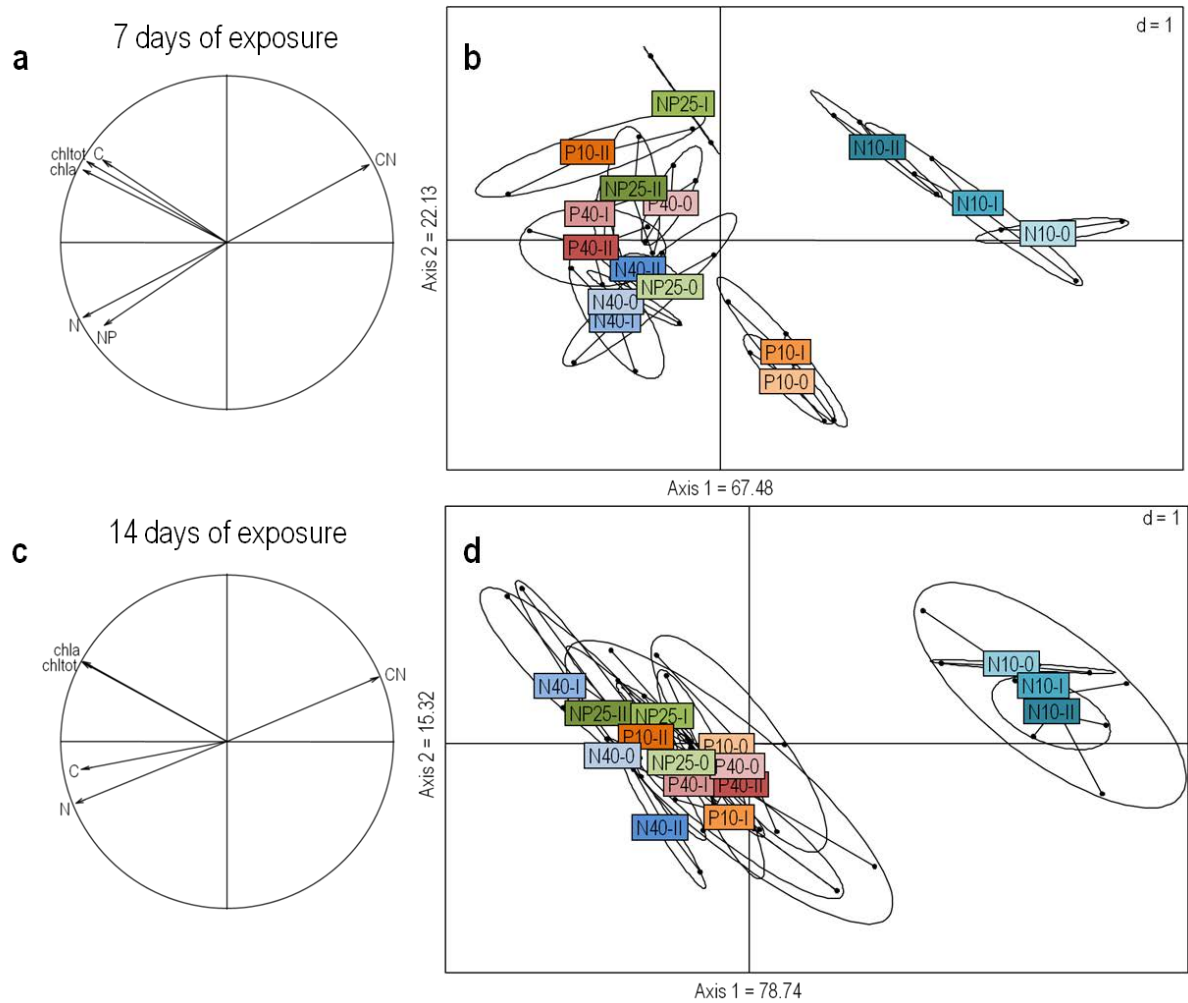 7 days of exposure
a
b
d = 1
chltot C
chla
CN
N
NP
NP25-I
P10-II
NP25-II
P40-I
P40-0
P40-II
N40-II
NP25-0
N40-0
N40-I
N10-II
N10-I
N10-0
P10-I
P10-0
Axis 2 = 22.13
Axis 1 = 67.48
14 days of exposure
c
d
d = 1
chla
chltot
CN
C
N
N40-I
NP25-II
NP25-I
P10-II
P10-0
N40-0
NP25-0
P40-0
P40-I
P40-II
P10-I
N40-II
N10-0
N10-I
N10-II
Axis 2 = 15.32
Axis 1 = 78.74